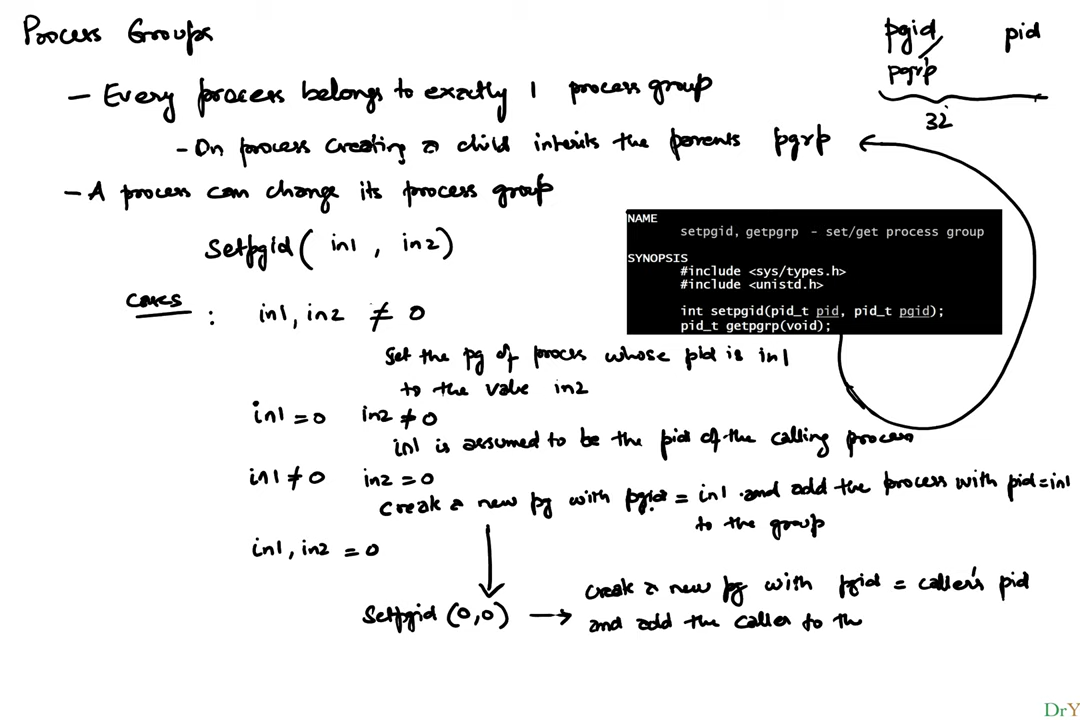 Process Groups
pgid/pgrp pid
32
- Every process belongs to exactly 1 process group
- On process creating a child inherits the parents pgrp
- A process can change its process group
Setpgid( in1 , in2)
NAME
setpgid, getpgrp - set/get process group
SYNOPSIS
#include <sys/types.h>
#include <unistd.h>
int setpgid(pid_t pid, pid_t pgid);
pid_t getpgrp(void);
cases : in1, in2 ≠ 0
Set the pg of process whose pid is in1
to the value in2
in1 = 0 in2 ≠ 0
in1 is assumed to be the pid of the calling process
in1 ≠ 0 in2 = 0
Create a new pg with pgid = in1 and add the process with pid = in1
to the group
in1, in2 = 0
Setpgid (0,0) → Create a new pg with pgid = caller's pid
and add the caller to the
DrY